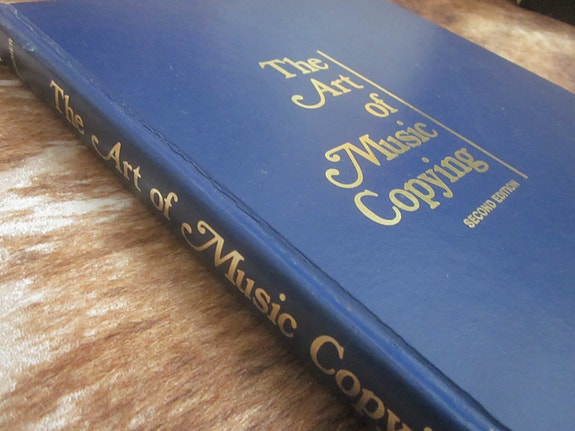 The
Art
of
Music
Copying
SECOND EDITION
The Art of Music